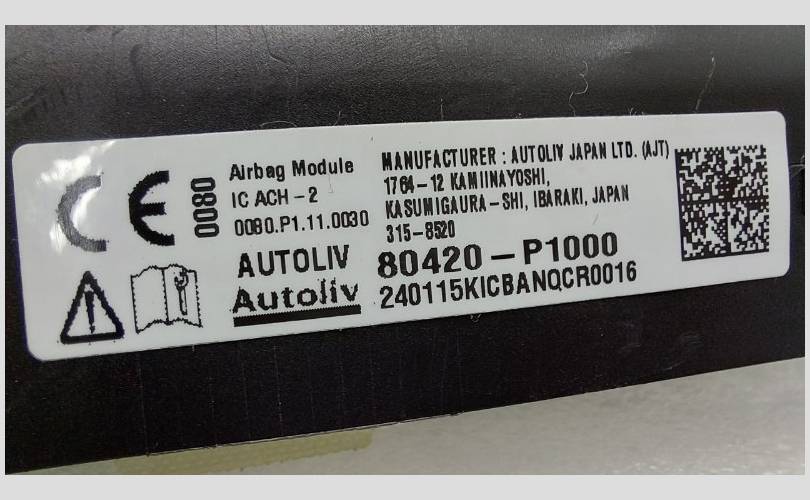 CE 0080
Airbag Module
IC ACH-2
0080.P1.11.0030
AUTOLIV
Autoliv
MANUFACTURER : AUTOLIV JAPAN LTD. (AJT)
1764-12 KAMIINAYOSHI,
KASUMIGAURA-SHI, IBARAKI, JAPAN
315-8520
80420-P1000
240115KICBANQCR0016